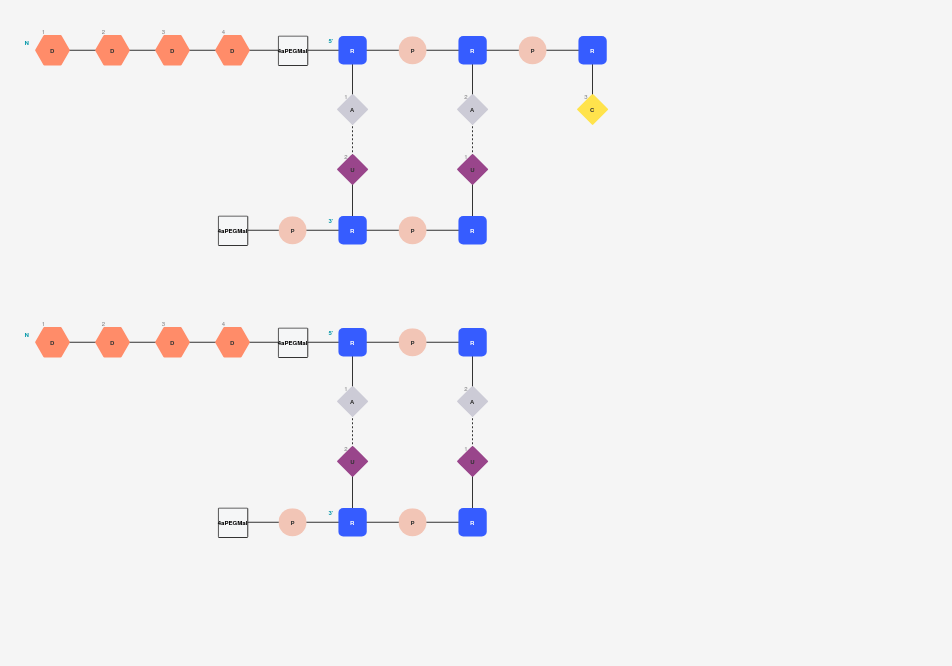 1 2 3 4
N D D D D 4aPEGMal 5' R P R P R
1 A 2 A 3 C
2 U 1 U
4aPEGMal P 3' R P R
1 2 3 4
N D D D D 4aPEGMal 5' R P R
1 A 2 A
2 U 1 U
4aPEGMal P 3' R P R